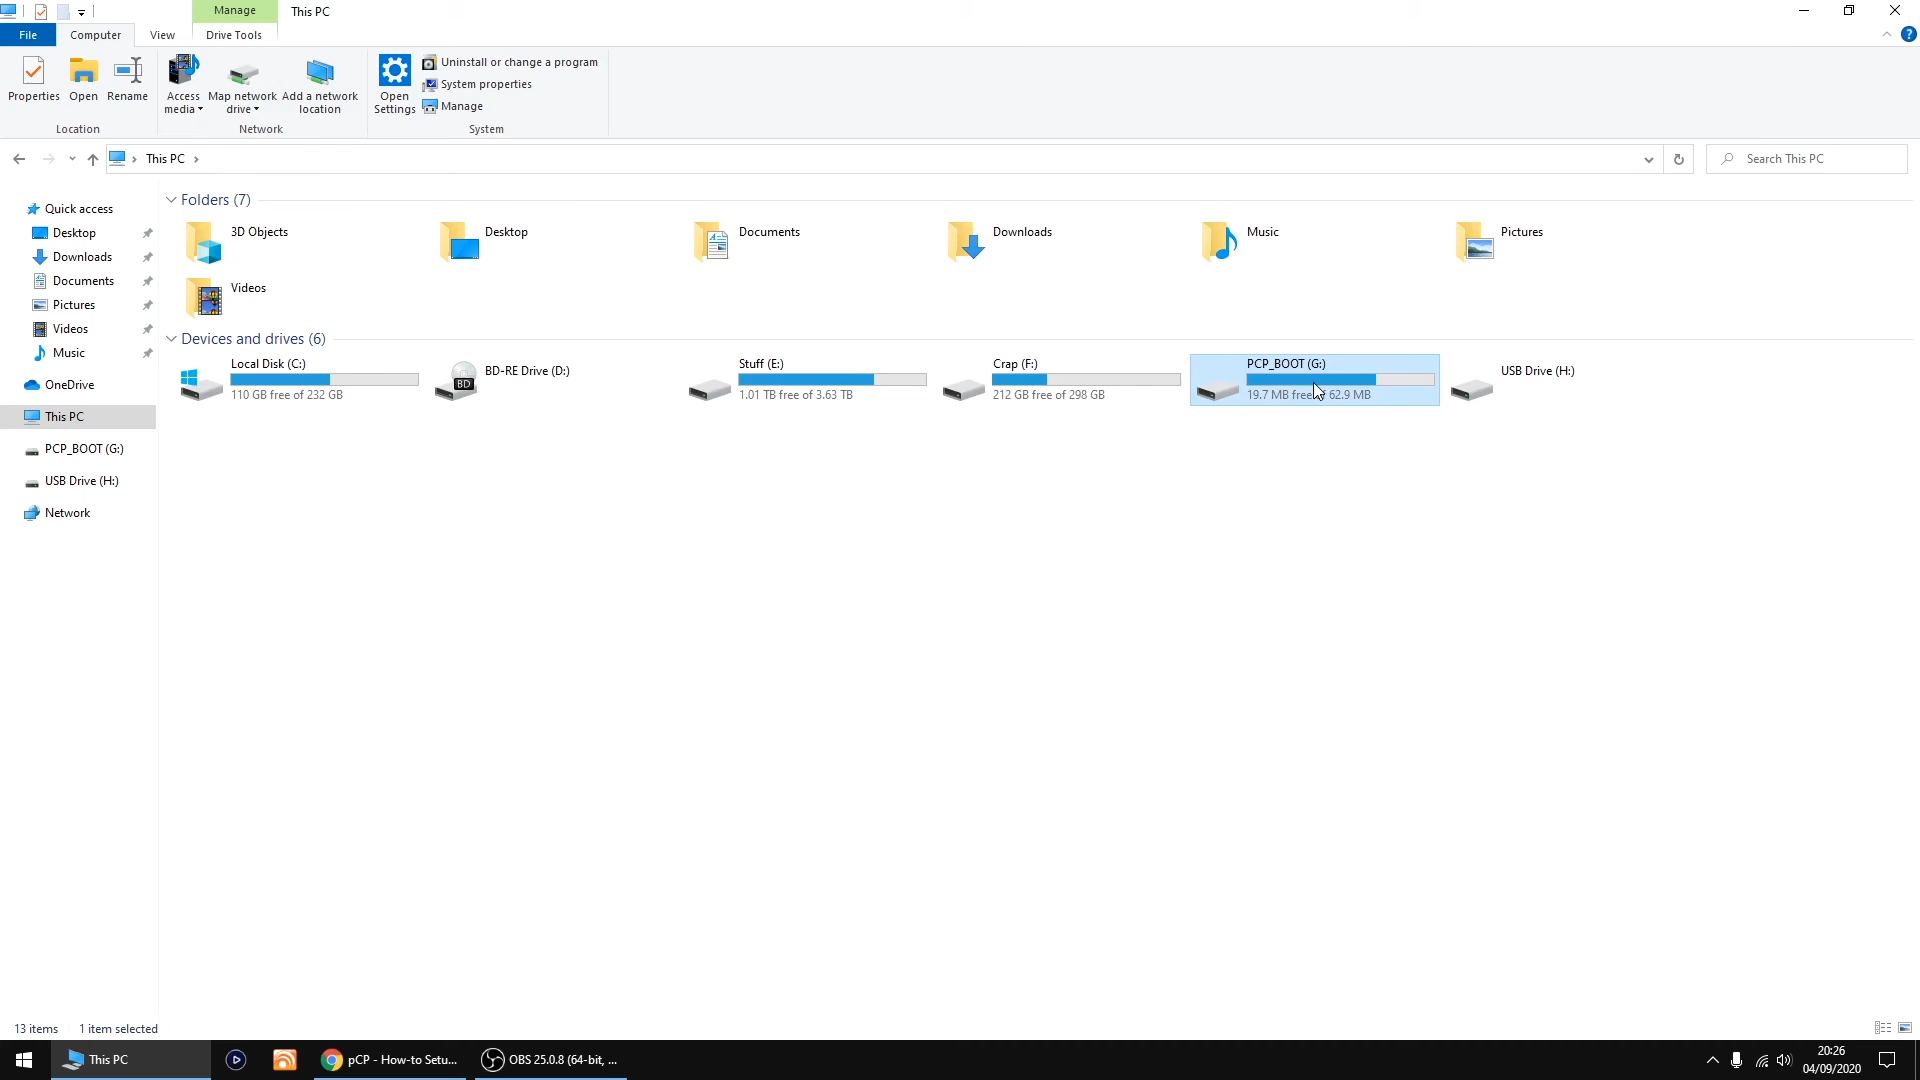 Manage
This PC
File
Computer
View
Drive Tools
Properties
Open
Rename
Access media
Map network drive
Add a network location
Open Settings
Uninstall or change a program
System properties
Manage
Location
Network
System
This PC
Search This PC
Quick access
Desktop
Downloads
Documents
Pictures
Videos
Music
OneDrive
This PC
PCP_BOOT (G:)
USB Drive (H:)
Network
Folders (7)
3D Objects
Desktop
Documents
Downloads
Music
Pictures
Videos
Devices and drives (6)
Local Disk (C:)
110 GB free of 232 GB
BD
BD-RE Drive (D:)
Stuff (E:)
1.01 TB free of 3.63 TB
Crap (F:)
212 GB free of 298 GB
PCP_BOOT (G:)
19.7 MB free 62.9 MB
USB Drive (H:)
13 items
1 item selected
This PC
pCP - How-to Setu...
OBS 25.0.8 (64-bit, ...
20:26
04/09/2020